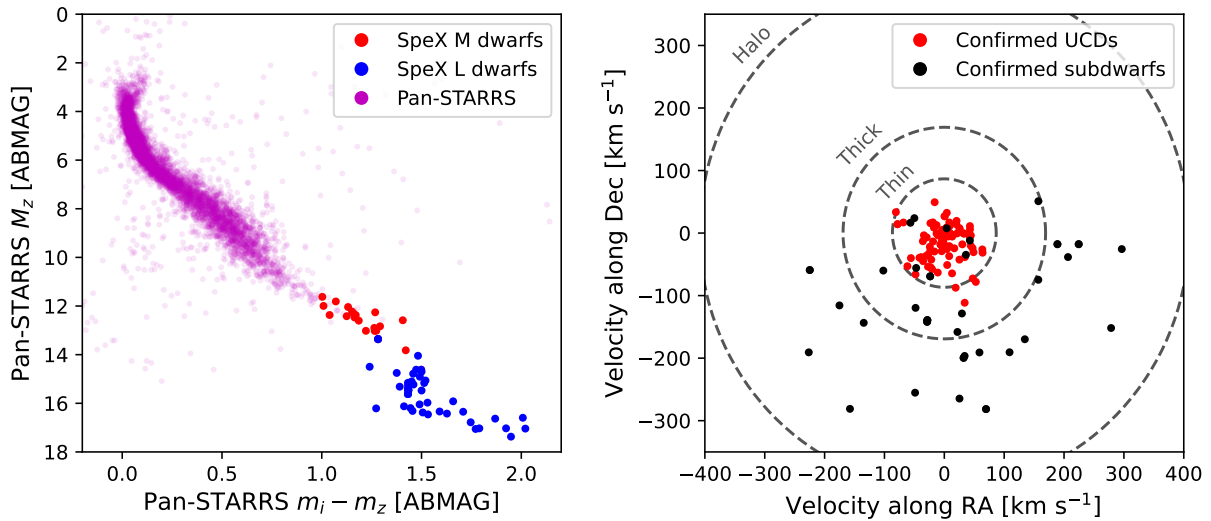 0
2
4
6
8
10
12
14
16
18
Pan-STARRS M_z [ABMAG]
SpeX M dwarfs
SpeX L dwarfs
Pan-STARRS
0.0 0.5 1.0 1.5 2.0
Pan-STARRS m_i − m_z [ABMAG]
300
200
100
0
−100
−200
−300
Velocity along Dec [km s⁻¹]
Halo
Thick
Thin
Confirmed UCDs
Confirmed subdwarfs
−400 −300 −200 −100 0 100 200 300 400
Velocity along RA [km s⁻¹]